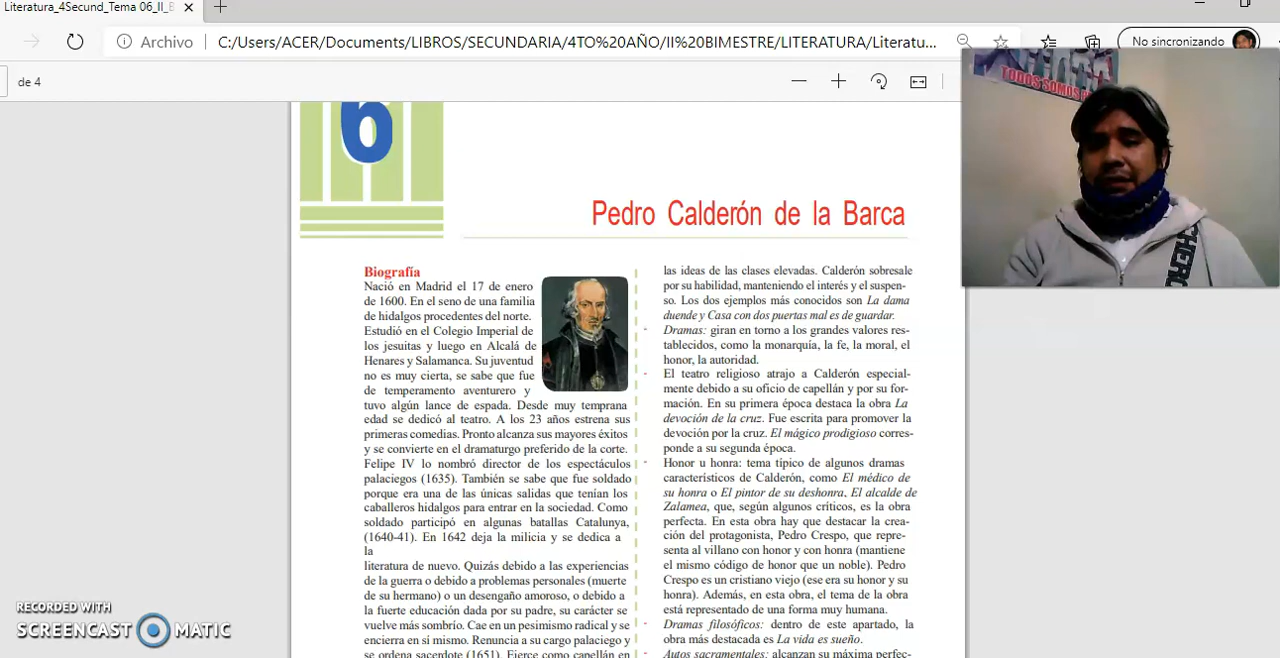 Literatura_4Secund_Tema 06_II_B
Archivo
C:/Users/ACER/Documents/LIBROS/SECUNDARIA/4TO%20AÑO/II%20BIMESTRE/LITERATURA/Literatu...
No sincronizando
de 4
TODOS SOMOS
6
Pedro Calderón de la Barca
Biografía
Nació en Madrid el 17 de enero
de 1600. En el seno de una familia
de hidalgos procedentes del norte.
Estudió en el Colegio Imperial de
los jesuitas y luego en Alcalá de
Henares y Salamanca. Su juventud
no es muy cierta, se sabe que fue
de temperamento aventurero y
tuvo algún lance de espada. Desde muy temprana
edad se dedicó al teatro. A los 23 años estrena sus
primeras comedias. Pronto alcanza sus mayores éxitos
y se convierte en el dramaturgo preferido de la corte.
Felipe IV lo nombró director de los espectáculos
palaciegos (1635). También se sabe que fue soldado
porque era una de las únicas salidas que tenían los
caballeros hidalgos para entrar en la sociedad. Como
soldado participó en algunas batallas Catalunya,
(1640-41). En 1642 deja la milicia y se dedica a
la
literatura de nuevo. Quizás debido a las experiencias
de la guerra o debido a problemas personales (muerte
de su hermano) o un desengaño amoroso, o debido a
la fuerte educación dada por su padre, su carácter se
vuelve más sombrío. Cae en un pesimismo radical y se
encierra en sí mismo. Renuncia a su cargo palaciego y
se ordena sacerdote (1651). Ejerce como capellán en
las ideas de las clases elevadas. Calderón sobresale
por su habilidad, manteniendo el interés y el suspen-
so. Los dos ejemplos más conocidos son La dama
duende y Casa con dos puertas mal es de guardar.
- Dramas: giran en torno a los grandes valores res-
tablecidos, como la monarquía, la fe, la moral, el
honor, la autoridad.
- El teatro religioso atrajo a Calderón especial-
mente debido a su oficio de capellán y por su for-
mación. En su primera época destaca la obra La
devoción de la cruz. Fue escrita para promover la
devoción por la cruz. El mágico prodigioso corres-
ponde a su segunda época.
- Honor u honra: tema típico de algunos dramas
característicos de Calderón, como El médico de
su honra o El pintor de su deshonra. El alcalde de
Zalamea, que, según algunos críticos, es la obra
perfecta. En esta obra hay que destacar la crea-
ción del protagonista, Pedro Crespo, que repre-
senta al villano con honor y con honra (mantiene
el mismo código de honor que un noble). Pedro
Crespo es un cristiano viejo (ese era su honor y su
honra). Además, en esta obra, el tema de la obra
está representado de una forma muy humana.
- Dramas filosóficos: dentro de este apartado, la
obra más destacada es La vida es sueño.
- Autos sacramentales: alcanzan su máxima perfec-
RECORDED WITH
SCREENCAST MATIC